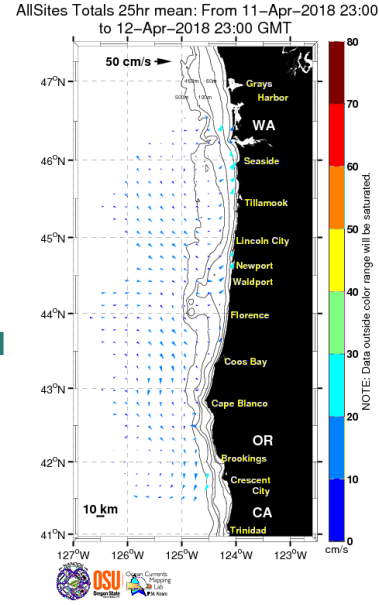 AllSites Totals 25hr mean: From 11-Apr-2018 23:00
to 12-Apr-2018 23:00 GMT
50 cm/s
80
70
60
50
40
30
20
10
0
cm/s
NOTE: Data outside color range will be saturated.
47°N
46°N
45°N
44°N
43°N
42°N
41°N
50m
100m
500m
Grays
Harbor
WA
Seaside
Tillamook
Lincoln City
Newport
Waldport
Florence
Coos Bay
Cape Blanco
OR
Brookings
Crescent
City
CA
Trinidad
10 km
127°W 126°W 125°W 124°W 123°W
OSU
Oregon State
Ocean Currents
Mapping
Lab
P.M. Kosro